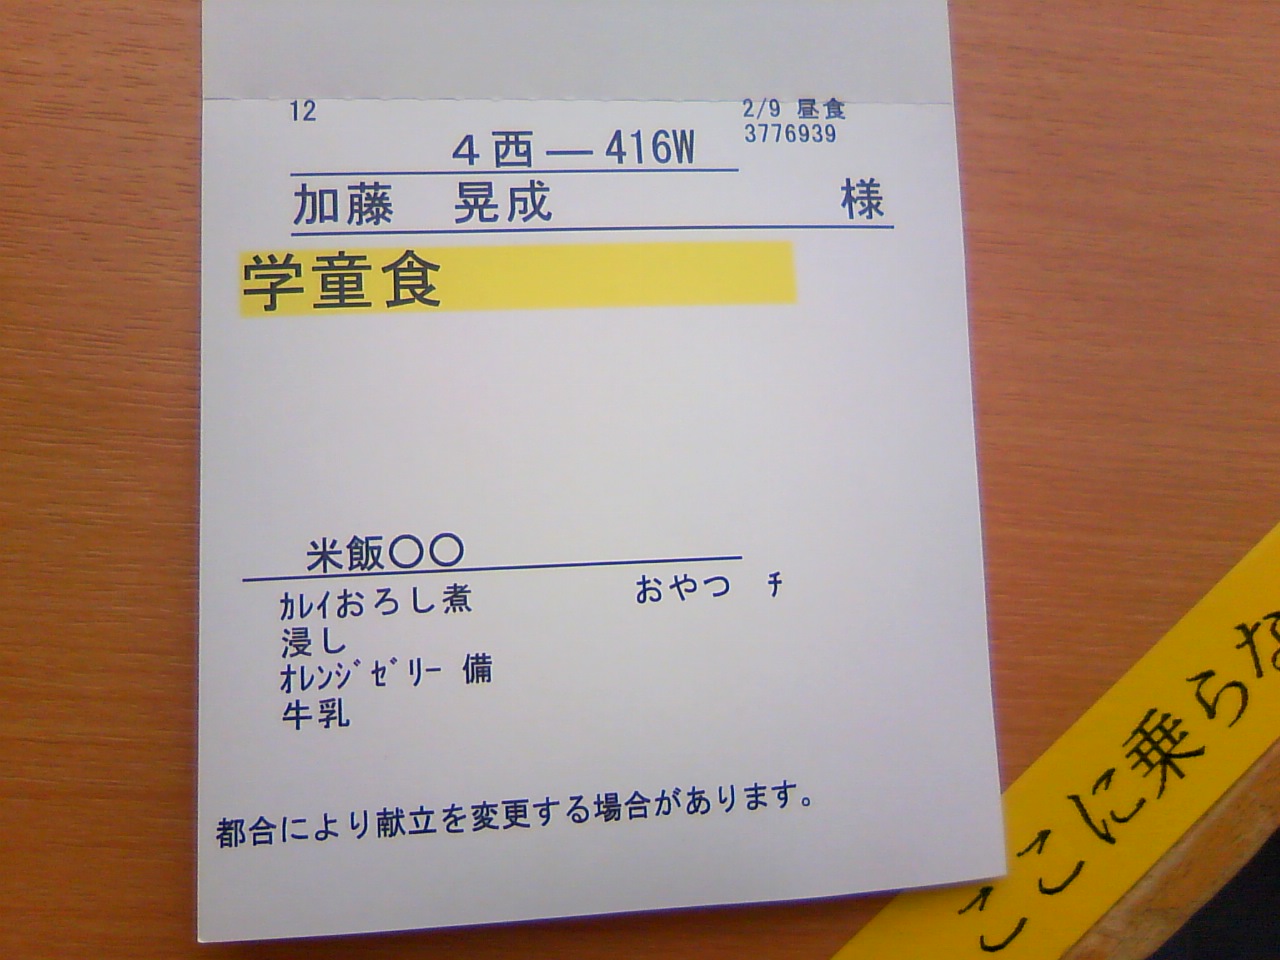 12
2/9 昼食
3776939
4西―416W
加藤 晃成 様
学童食
米飯〇〇
ｶﾚｲおろし煮 おやつ ﾁ
浸し
ｵﾚﾝｼﾞｾﾞﾘｰ 備
牛乳
都合により献立を変更する場合があります。
ここに乗らな